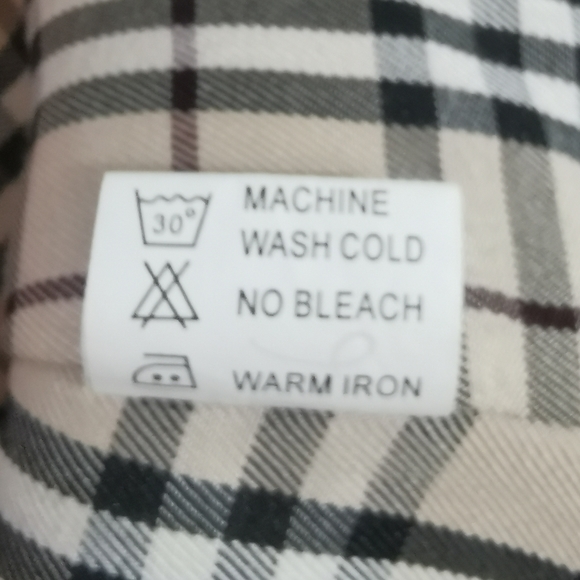 30°
MACHINE
WASH COLD
NO BLEACH
WARM IRON